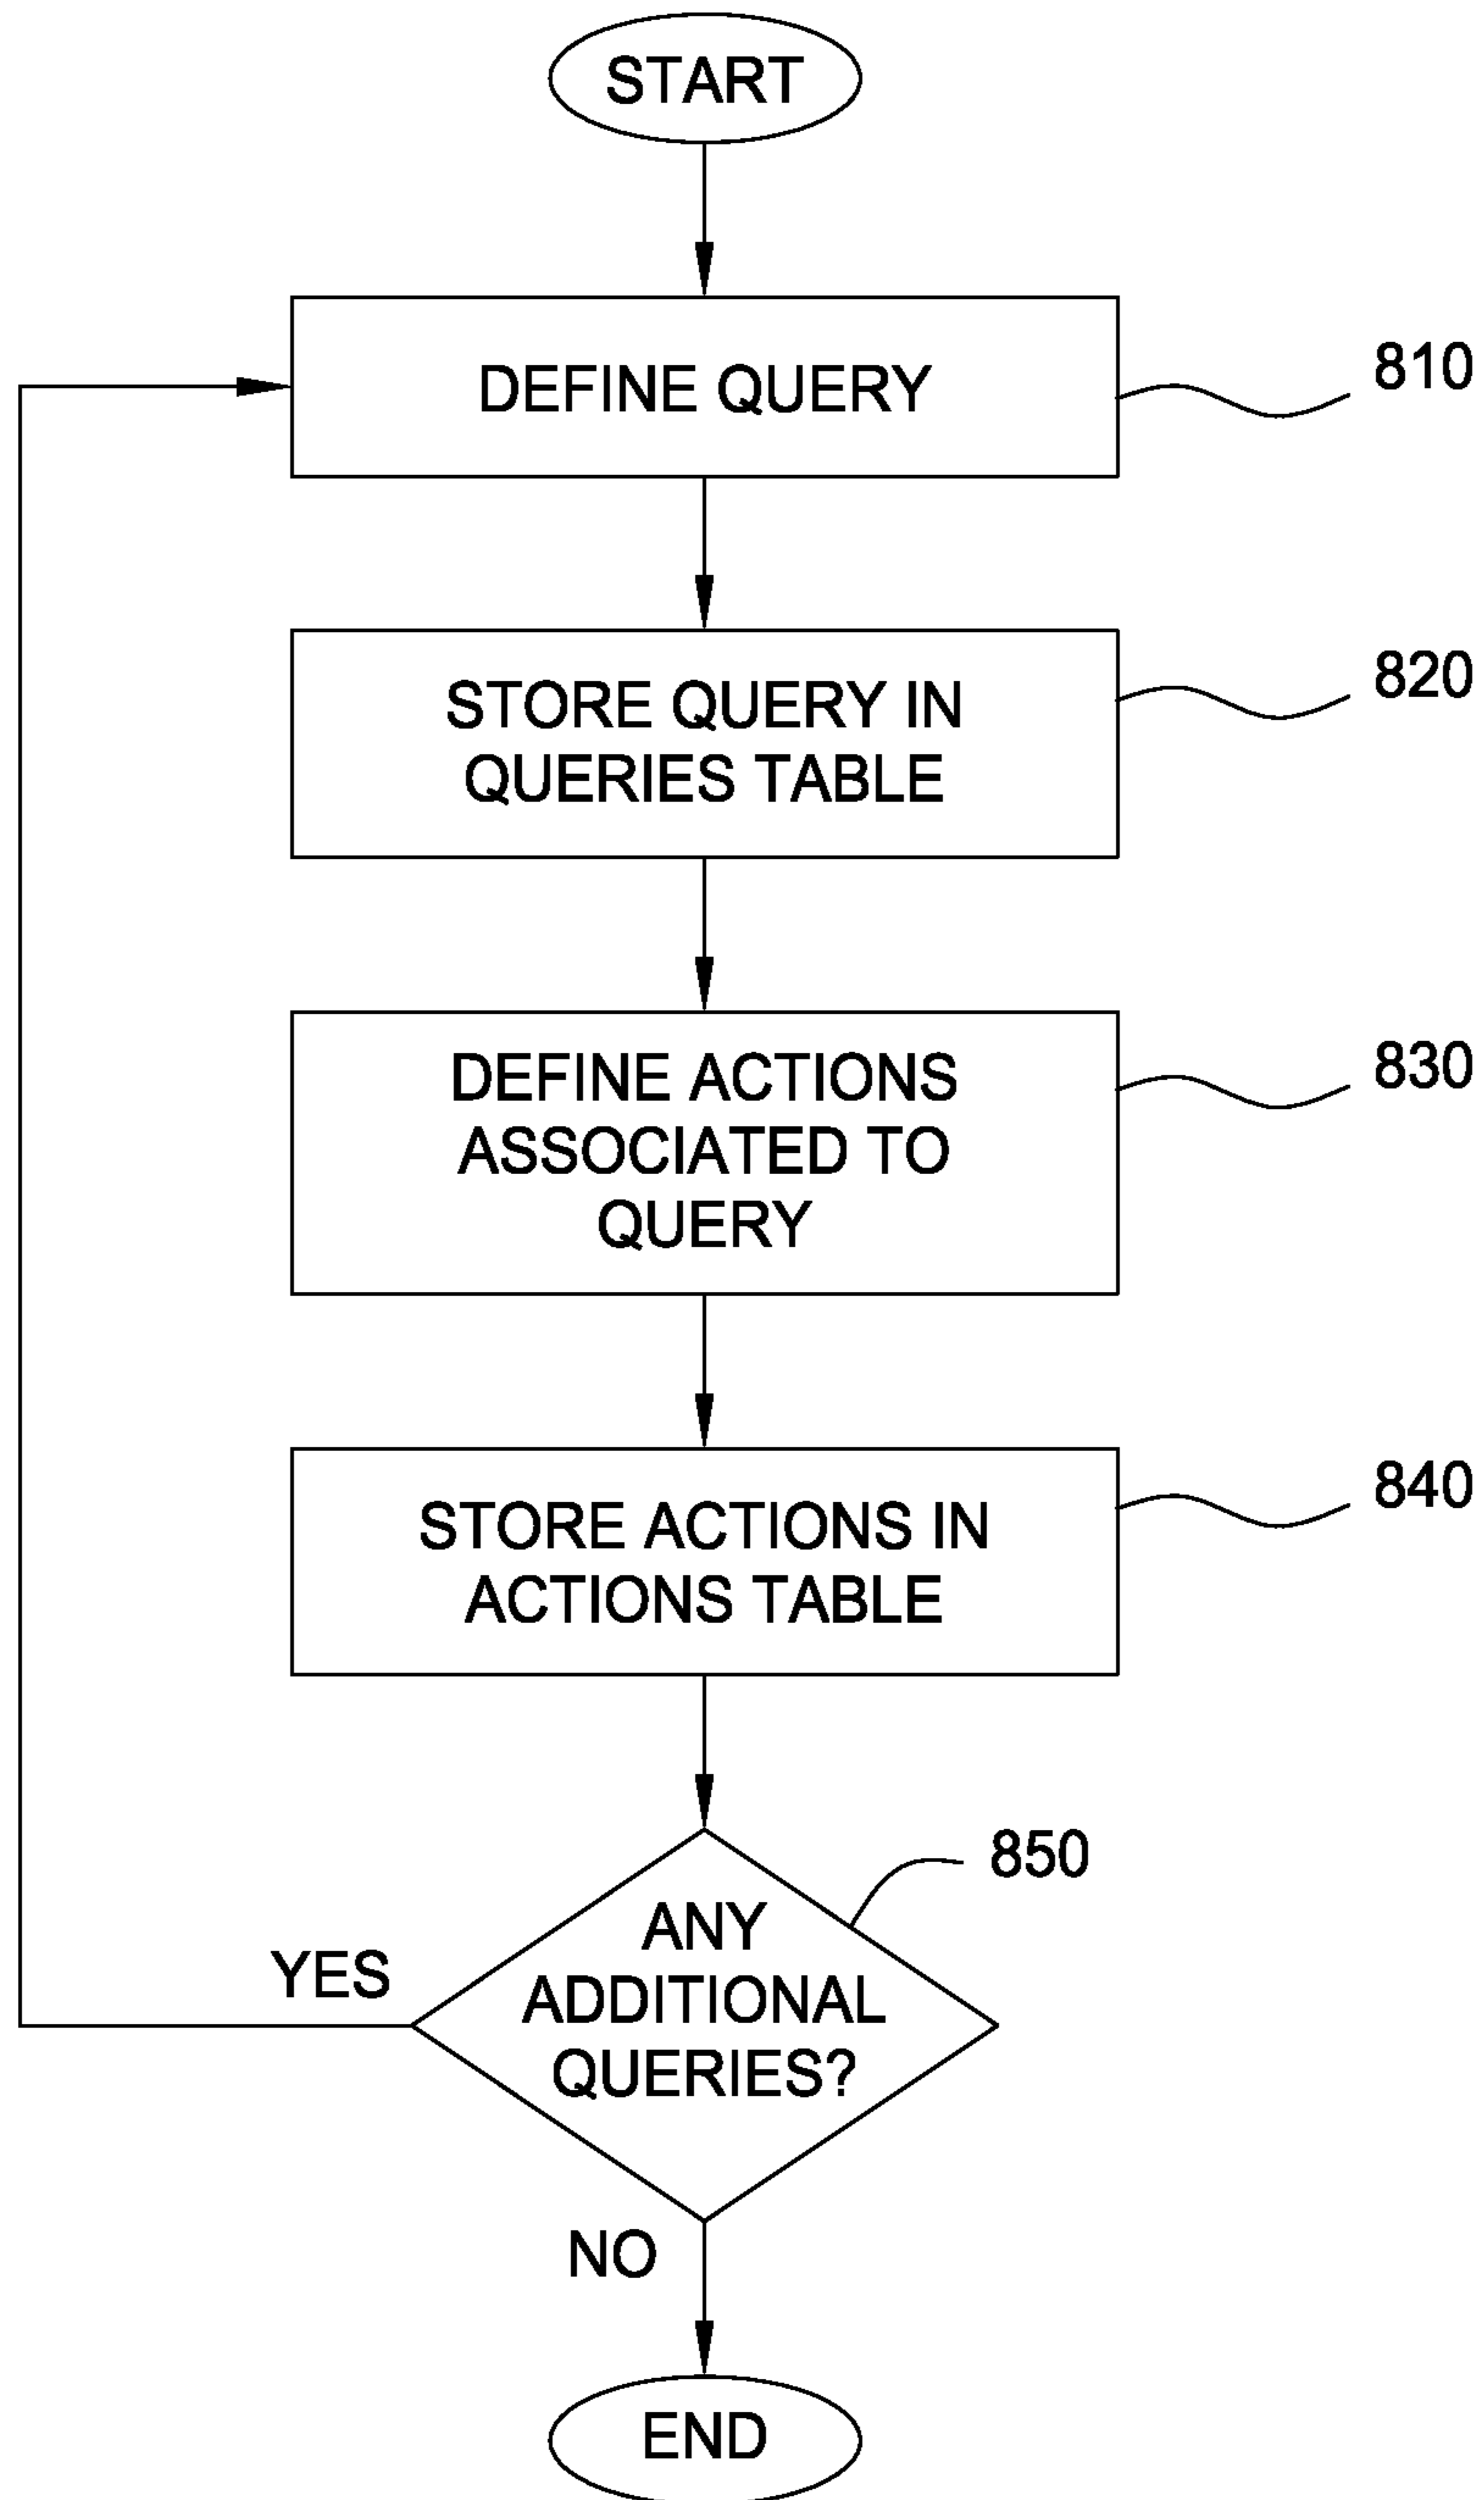 START
DEFINE QUERY
810
STORE QUERY IN
QUERIES TABLE
820
DEFINE ACTIONS
ASSOCIATED TO
QUERY
830
STORE ACTIONS IN
ACTIONS TABLE
840
850
ANY
ADDITIONAL
QUERIES?
YES
NO
END